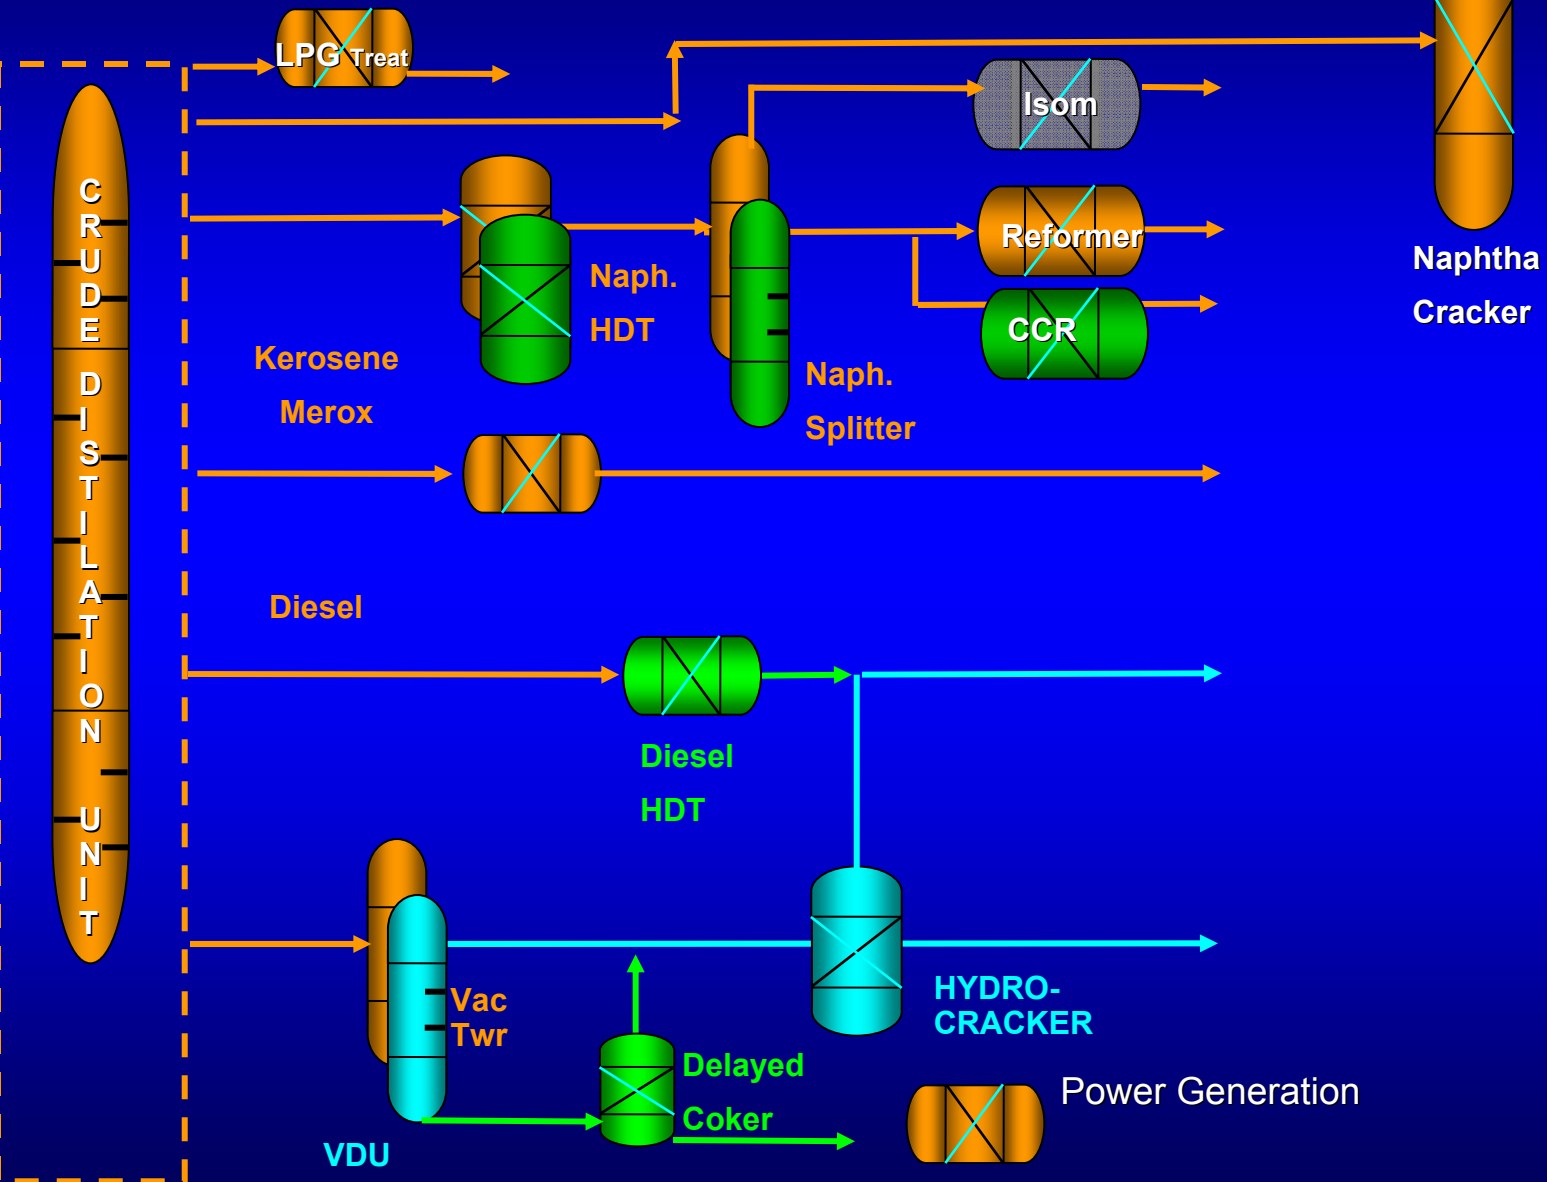 LPG Treat
CRUDE DISTILATION UNIT
Isom
Reformer
CCR
Naphtha
Cracker
Naph.
HDT
Naph.
Splitter
Kerosene
Merox
Diesel
Diesel
HDT
Vac
Twr
VDU
Delayed
Coker
HYDRO-
CRACKER
Power Generation